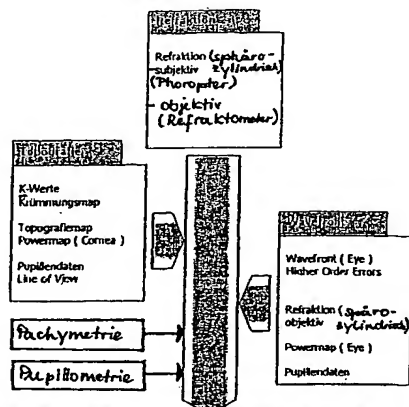 Refraktion (sphäro-
-subjektiv zylindrisch)
(Phoropter)
- objektiv
(Refraktometer)
K-Werte
Krümmungsmap
Topografiemap
Powermap ( Cornea )
Pupillendaten
Line of View
Wavefront ( Eye )
Higher Order Errors
Refraktion (sphäro-
objektiv -zylindrisch)
Powermap ( Eye )
Pupillendaten
Pachymetrie
Pupillometrie